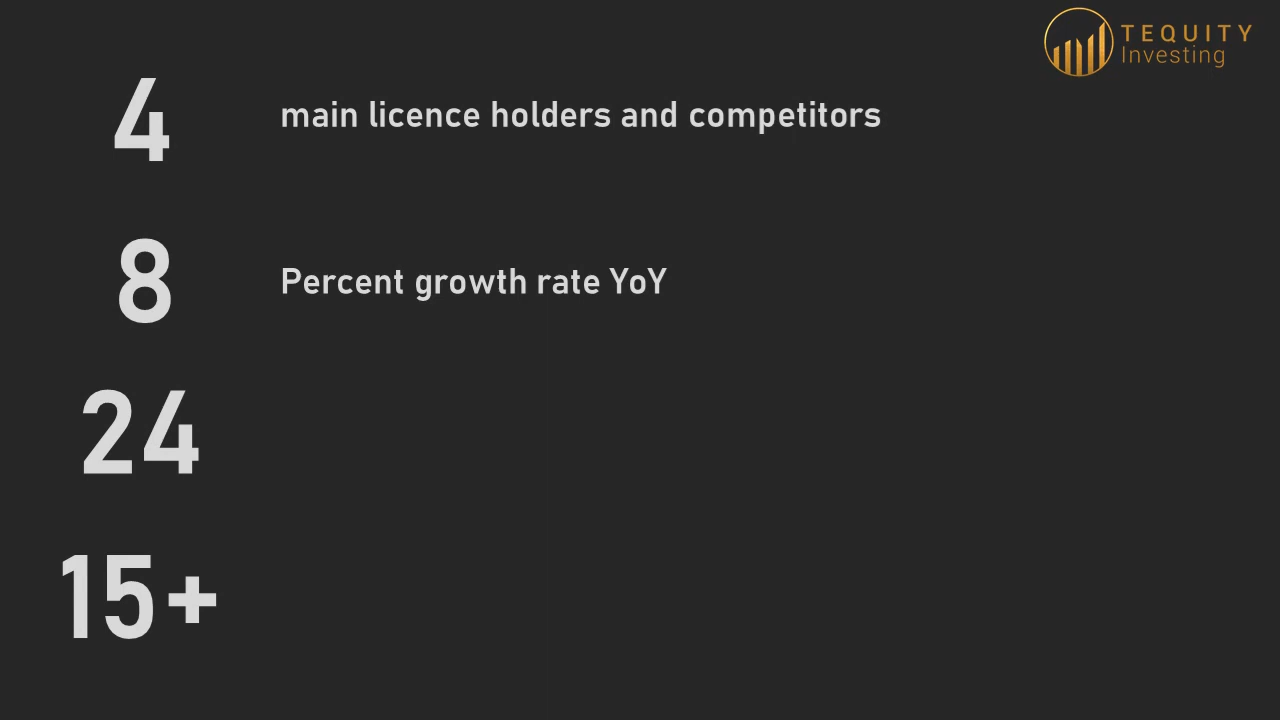 TEQUITY
Investing
4 main licence holders and competitors
8 Percent growth rate YoY
24
15+